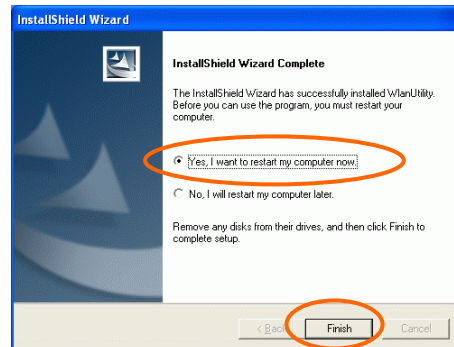 InstallShield Wizard
InstallShield Wizard Complete
The InstallShield Wizard has successfully installed WlanUtility.
Before you can use the program, you must restart your
computer.
Yes, I want to restart my computer now.
No, I will restart my computer later.
Remove any disks from their drives, and then click Finish to
complete setup.
< Back
Finish
Cancel